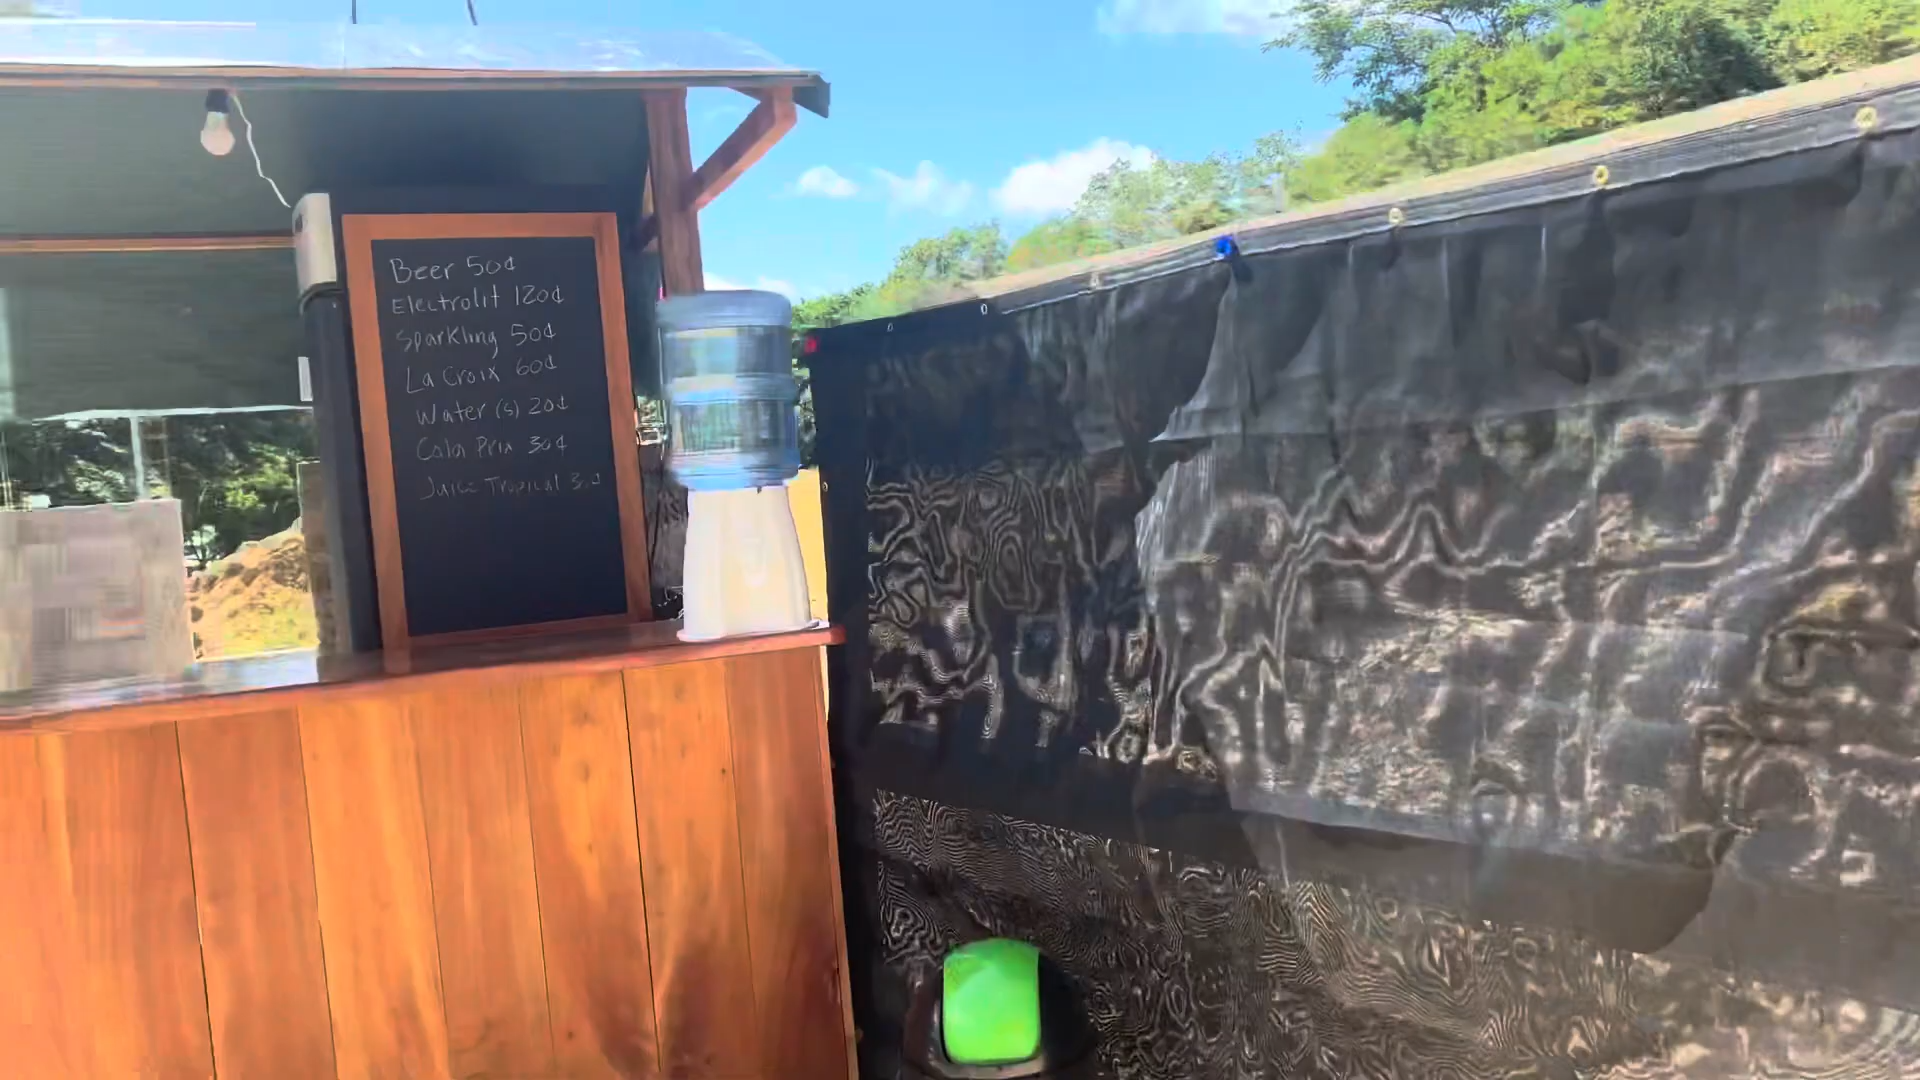 Beer 50¢
Electrolit 120¢
Sparkling 50¢
La Croix 60¢
Water (s) 20¢
Cola Prix 30¢
Juice Tropical